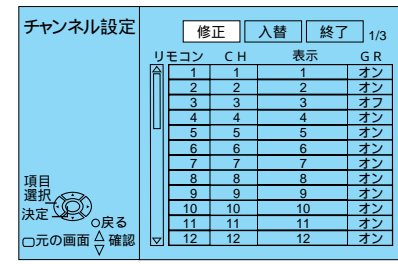 チャンネル設定
修正 入替 終了 1/3
リモコン CH 表示 GR
1 1 1 オン
2 2 2 オン
3 3 3 オフ
4 4 4 オン
5 5 5 オン
6 6 6 オン
7 7 7 オン
8 8 8 オン
9 9 9 オン
10 10 10 オン
11 11 11 オン
12 12 12 オン
項目
選択
決定
○戻る
□元の画面 △▽確認